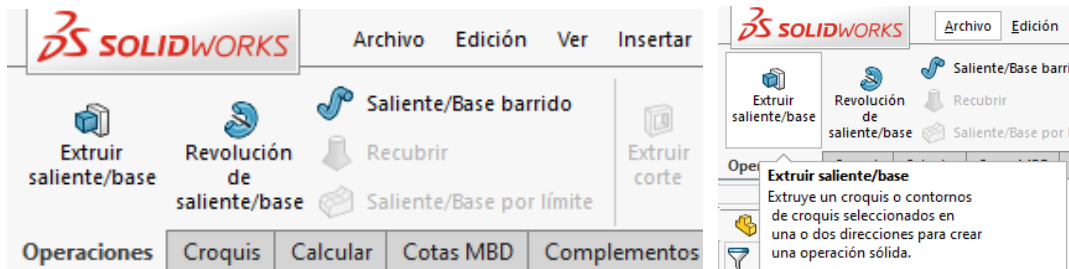 SOLIDWORKS Archivo Edición Ver Insertar
Extruir saliente/base
Revolución de saliente/base
Saliente/Base barrido
Recubrir
Saliente/Base por límite
Extruir corte
Operaciones Croquis Calcular Cotas MBD Complementos
SOLIDWORKS Archivo Edición
Extruir saliente/base
Revolución de saliente/base
Saliente/Base barri
Recubrir
Saliente/Base por
Oper
Extruir saliente/base
Extruye un croquis o contornos
de croquis seleccionados en
una o dos direcciones para crear
una operación sólida.